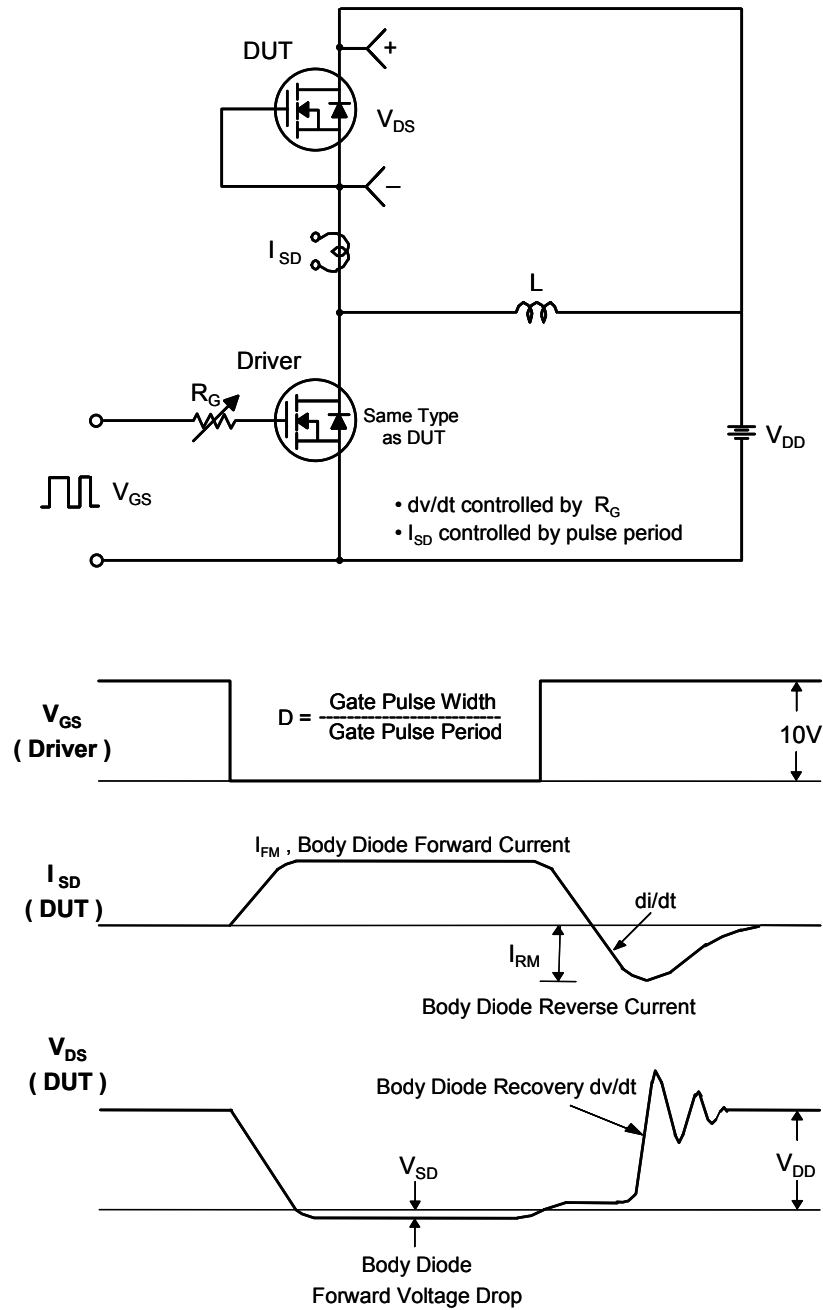 DUT
+
V_DS
−
I_SD
L
Driver
R_G
Same Type
as DUT
V_DD
V_GS
• dv/dt controlled by R_G
• I_SD controlled by pulse period
V_GS
( Driver )
D = Gate Pulse Width
Gate Pulse Period
10V
I_FM , Body Diode Forward Current
I_SD
( DUT )
di/dt
I_RM
Body Diode Reverse Current
V_DS
( DUT )
Body Diode Recovery dv/dt
V_SD
V_DD
Body Diode
Forward Voltage Drop